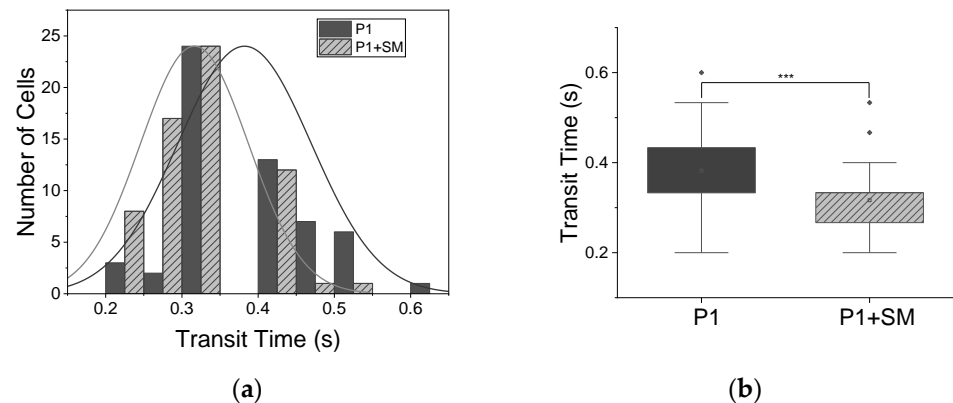 P1
P1+SM
Number of Cells
25
20
15
10
5
0
0.2 0.3 0.4 0.5 0.6
Transit Time (s)
(a)
***
Transit Time (s)
0.6
0.4
0.2
P1 P1+SM
(b)